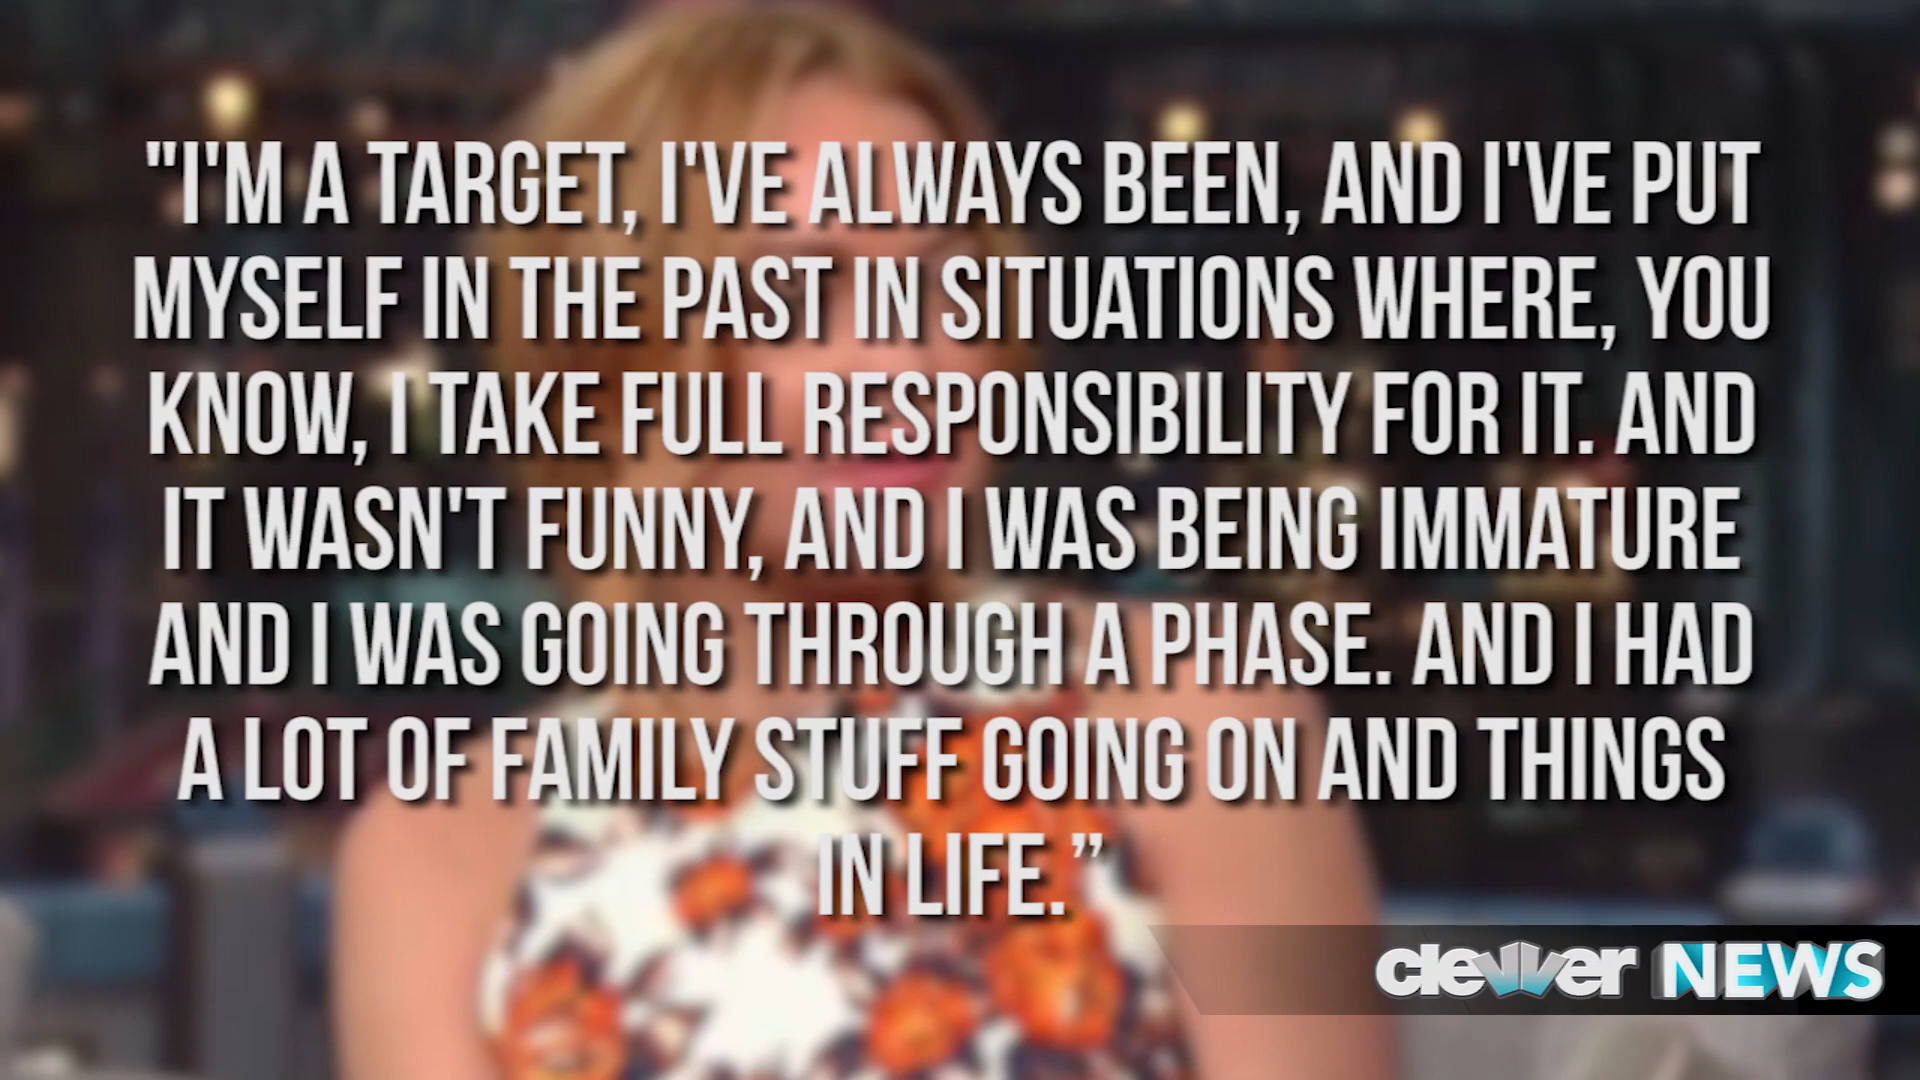 "I'M A TARGET, I'VE ALWAYS BEEN, AND I'VE PUT
MYSELF IN THE PAST IN SITUATIONS WHERE, YOU
KNOW, I TAKE FULL RESPONSIBILITY FOR IT. AND
IT WASN'T FUNNY, AND I WAS BEING IMMATURE
AND I WAS GOING THROUGH A PHASE. AND I HAD
A LOT OF FAMILY STUFF GOING ON AND THINGS
IN LIFE.”
clevver NEWS